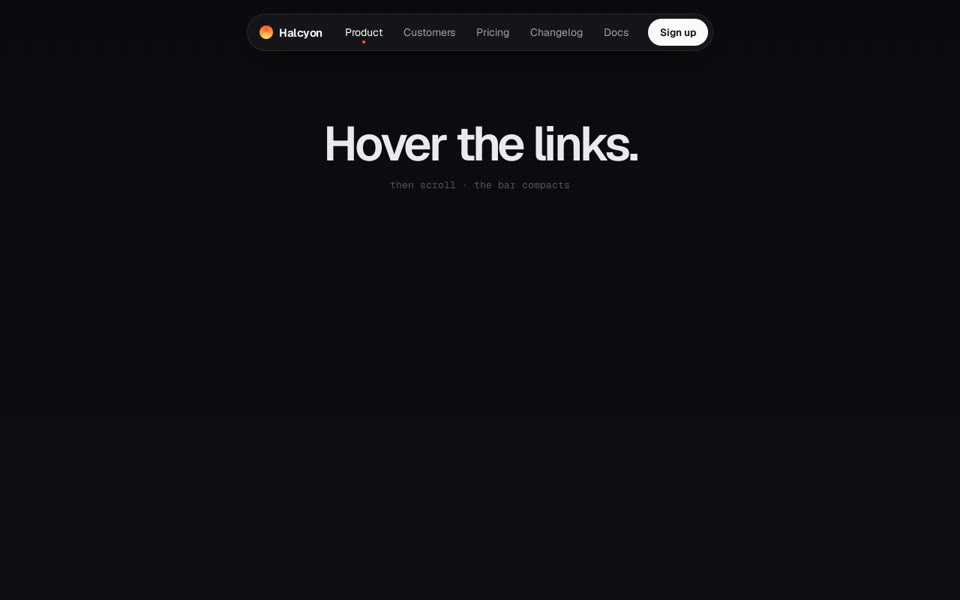 Halcyon Product Customers Pricing Changelog Docs Sign up
Hover the links.
then scroll · the bar compacts